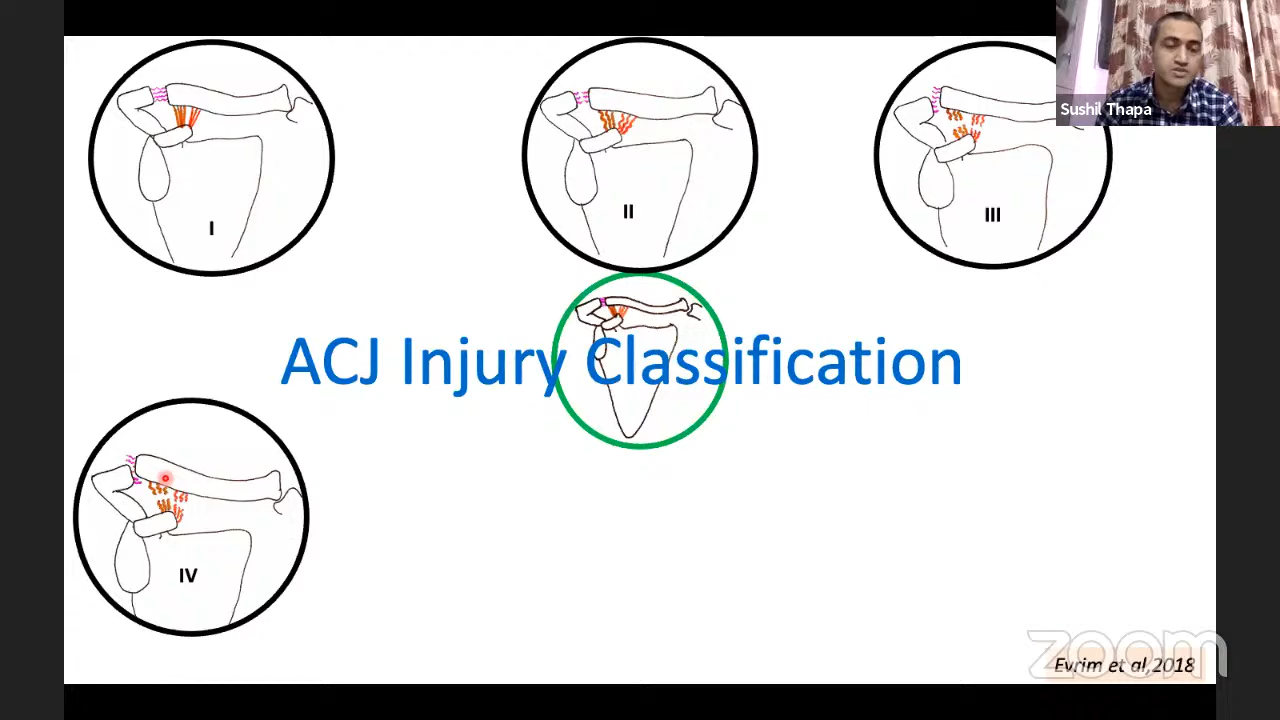 Sushil Thapa
I
II
III
ACJ Injury Classification
IV
zoom
Evrim et al,2018